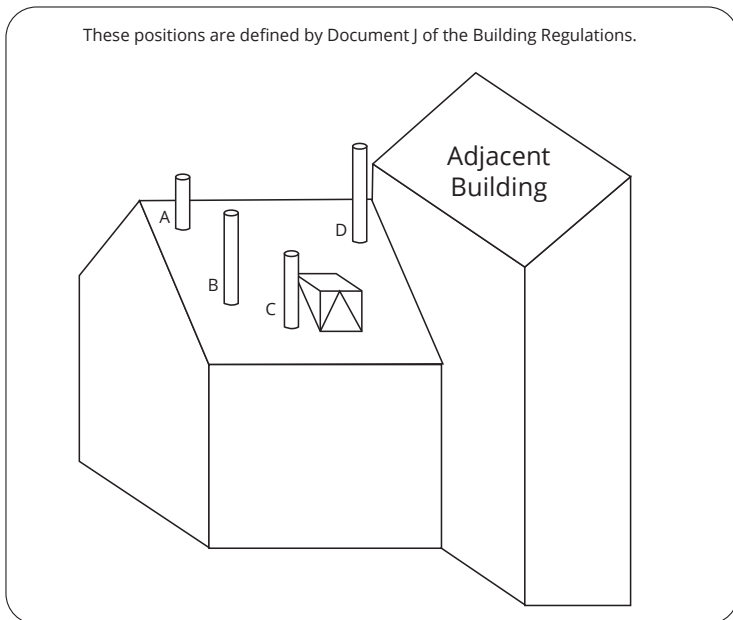 These positions are defined by Document J of the Building Regulations.
Adjacent
Building
A
D
B
C